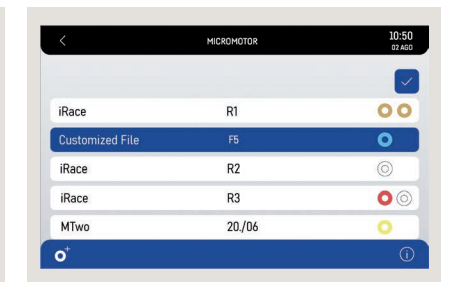 MICROMOTOR 10:50
02 AGO
iRace R1
Customized File F5
iRace R2
iRace R3
MTwo 20./06